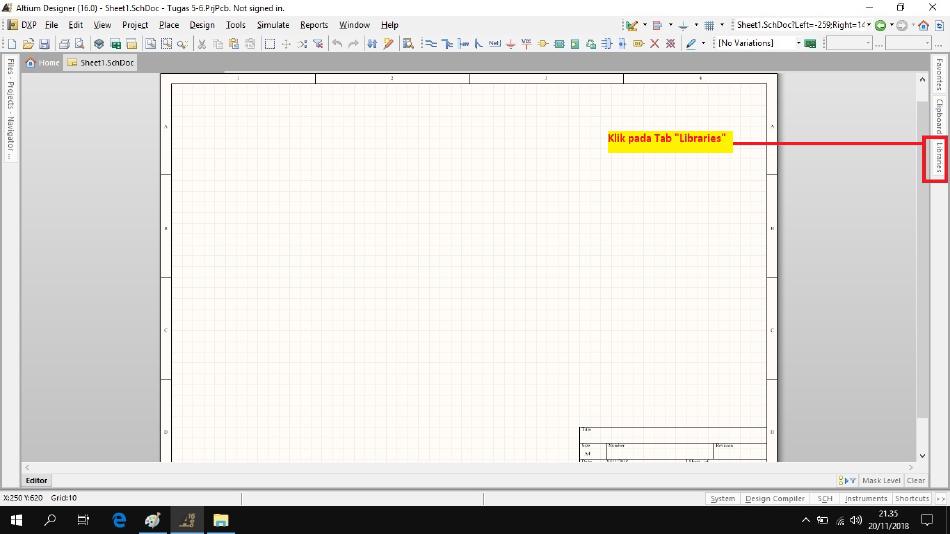 Altium Designer (16.0) - Sheet1.SchDoc - Tugas 5-6.PrjPcb. Not signed in.
DXP File Edit View Project Place Design Tools Simulate Reports Window Help
Sheet1.SchDoc?Left=-259;Right=14
Net
VCC
[No Variations]
Home Sheet1.SchDoc
Files - Projects - Navigator ...
Favorites
Clipboard
Libraries
1 2 3 4
A A
Klik pada Tab "Libraries"
B B
C C
D D
Title
Size Number Revision
A4
Editor
Mask Level Clear
X:250 Y:620 Grid:10
System Design Compiler SCH Instruments Shortcuts >>
21.35
20/11/2018